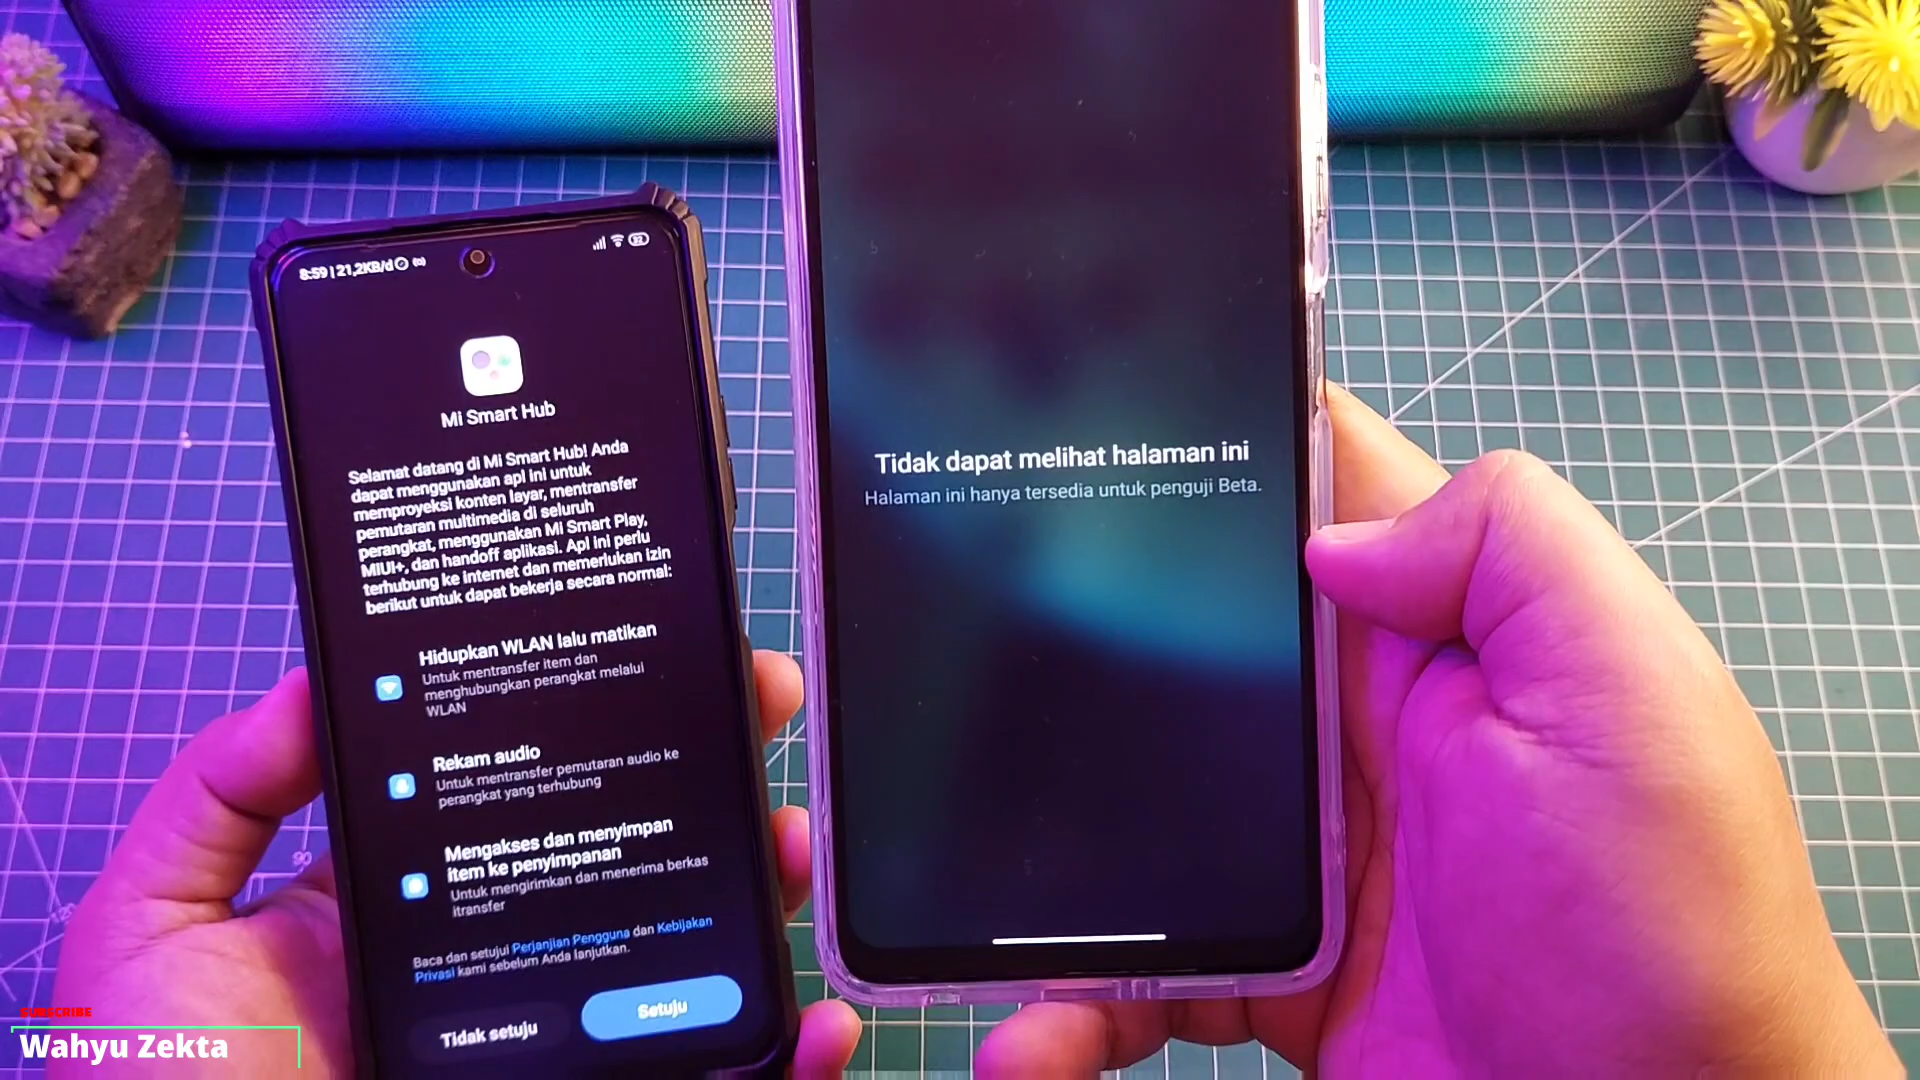 8:59 | 21,2KB/d
92
Mi Smart Hub
Selamat datang di Mi Smart Hub! Anda
dapat menggunakan apl ini untuk
memproyeksi konten layar, mentransfer
pemutaran multimedia di seluruh
perangkat, menggunakan Mi Smart Play,
MIUI+, dan handoff aplikasi. Apl ini perlu
terhubung ke internet dan memerlukan izin
berikut untuk dapat bekerja secara normal:
Hidupkan WLAN lalu matikan
Untuk mentransfer item dan
menghubungkan perangkat melalui
WLAN
Rekam audio
Untuk mentransfer pemutaran audio ke
perangkat yang terhubung
Mengakses dan menyimpan
item ke penyimpanan
Untuk mengirimkan dan menerima berkas
itransfer
Baca dan setujui Perjanjian Pengguna dan Kebijakan
Privasi kami sebelum Anda lanjutkan.
Tidak setuju
Setuju
Tidak dapat melihat halaman ini
Halaman ini hanya tersedia untuk penguji Beta.
90
SUBSCRIBE
Wahyu Zekta